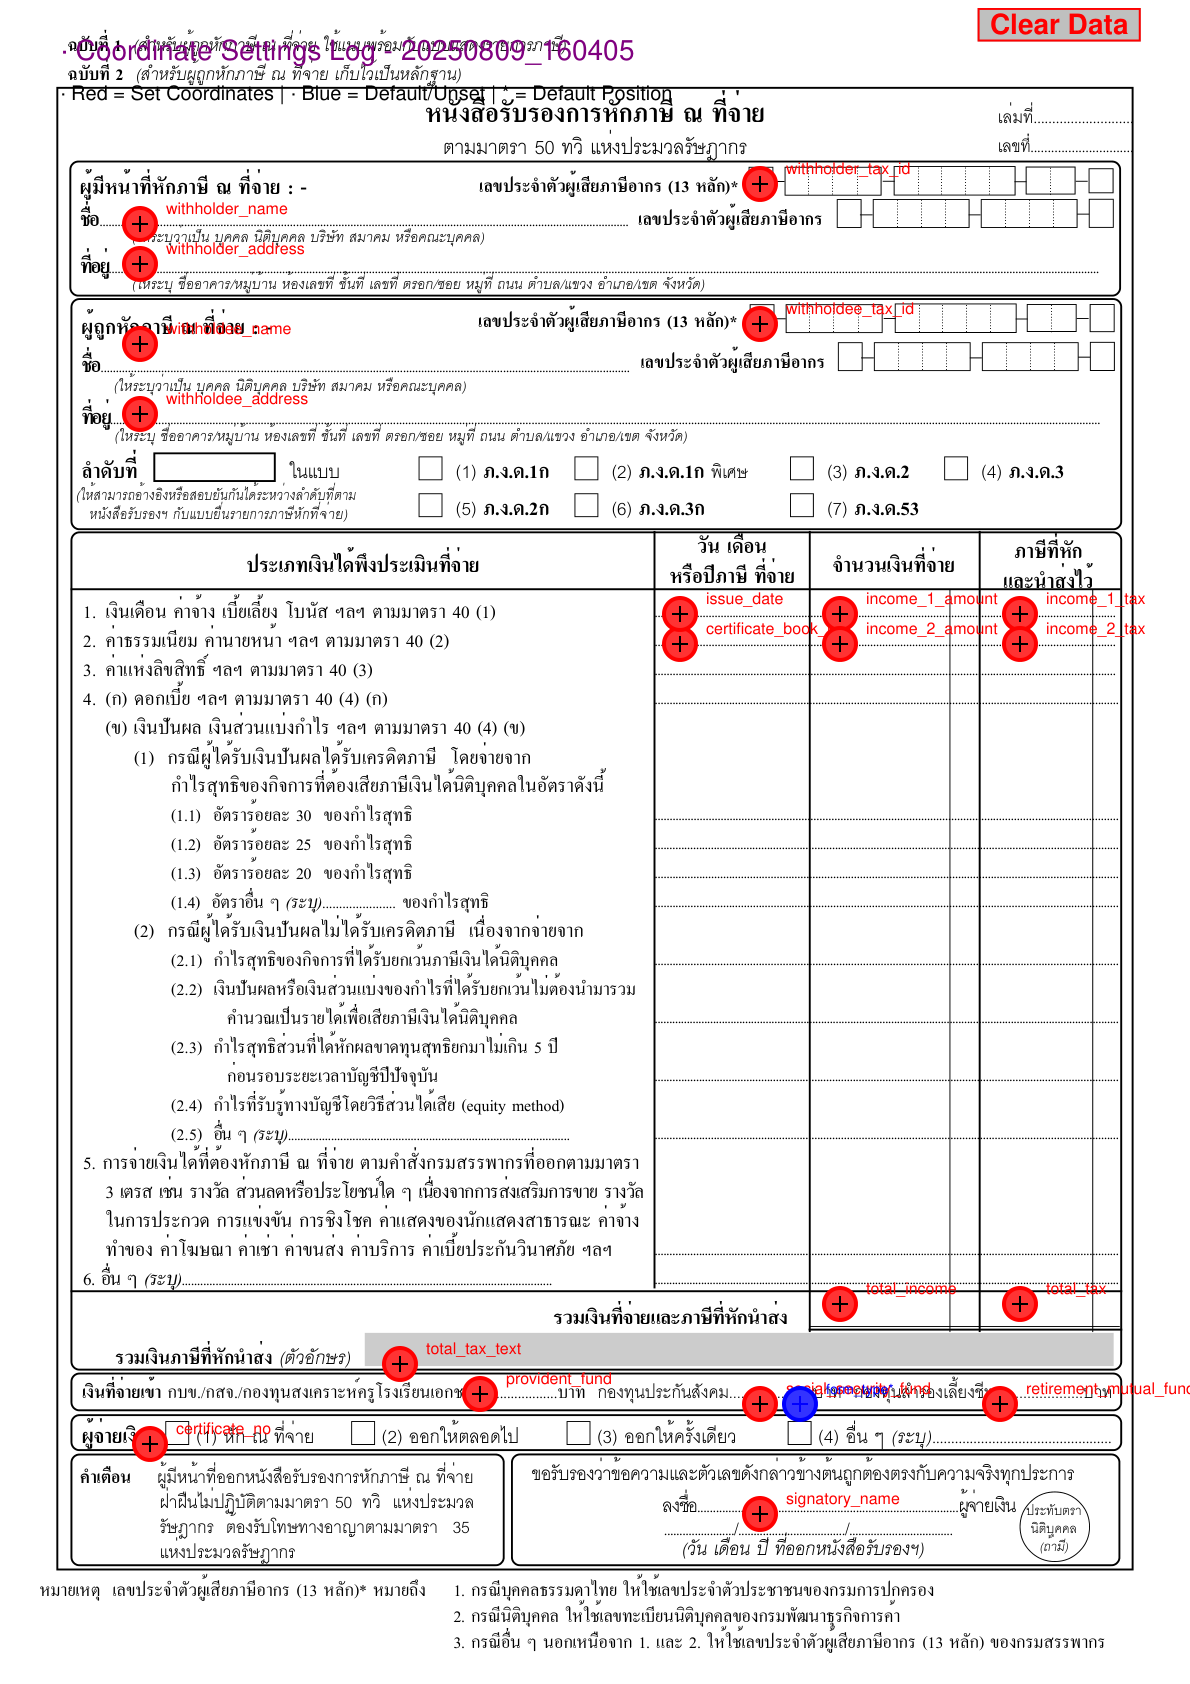 Clear Data
ฉบับที่ 1 (สำหรับผู้ถูกหักภาษี ณ ที่จ่าย ใช้แนบพร้อมกับแบบแสดงรายการภาษี)
· Coordinate Settings Log - 20250809_160405
ฉบับที่ 2 (สำหรับผู้ถูกหักภาษี ณ ที่จ่าย เก็บไว้เป็นหลักฐาน)
· Red = Set Coordinates | · Blue = Default/Unset | * = Default Position
หนังสือรับรองการหักภาษี ณ ที่จ่าย
เล่มที่
ตามมาตรา 50 ทวิ แห่งประมวลรัษฎากร
เลขที่
ผู้มีหน้าที่หักภาษี ณ ที่จ่าย : -
เลขประจำตัวผู้เสียภาษีอากร (13 หลัก)*
withholder_tax_id
ชื่อ
withholder_name
เลขประจำตัวผู้เสียภาษีอากร
(ให้ระบุว่าเป็น บุคคล นิติบุคคล บริษัท สมาคม หรือคณะบุคคล)
ที่อยู่
withholder_address
(ให้ระบุ ชื่ออาคาร/หมู่บ้าน ห้องเลขที่ ชั้นที่ เลขที่ ตรอก/ซอย หมู่ที่ ถนน ตำบล/แขวง อำเภอ/เขต จังหวัด)
ผู้ถูกหักภาษี ณ ที่จ่าย : -
withholdee_name
เลขประจำตัวผู้เสียภาษีอากร (13 หลัก)*
withholdee_tax_id
ชื่อ
เลขประจำตัวผู้เสียภาษีอากร
(ให้ระบุว่าเป็น บุคคล นิติบุคคล บริษัท สมาคม หรือคณะบุคคล)
ที่อยู่
withholdee_address
(ให้ระบุ ชื่ออาคาร/หมู่บ้าน ห้องเลขที่ ชั้นที่ เลขที่ ตรอก/ซอย หมู่ที่ ถนน ตำบล/แขวง อำเภอ/เขต จังหวัด)
ลำดับที่ ในแบบ (1) ภ.ง.ด.1ก (2) ภ.ง.ด.1ก พิเศษ (3) ภ.ง.ด.2 (4) ภ.ง.ด.3
(ให้สามารถอ้างอิงหรือสอบยันกันได้ระหว่างลำดับที่ตาม
หนังสือรับรองฯ กับแบบยื่นรายการภาษีหักที่จ่าย)
(5) ภ.ง.ด.2ก (6) ภ.ง.ด.3ก (7) ภ.ง.ด.53
ประเภทเงินได้พึงประเมินที่จ่าย
วัน เดือน
หรือปีภาษี ที่จ่าย
จำนวนเงินที่จ่าย
ภาษีที่หัก
และนำส่งไว้
1. เงินเดือน ค่าจ้าง เบี้ยเลี้ยง โบนัส ฯลฯ ตามมาตรา 40 (1)
issue_date income_1_amount income_1_tax
2. ค่าธรรมเนียม ค่านายหน้า ฯลฯ ตามมาตรา 40 (2)
certificate_book_ income_2_amount income_2_tax
3. ค่าแห่งลิขสิทธิ์ ฯลฯ ตามมาตรา 40 (3)
4. (ก) ดอกเบี้ย ฯลฯ ตามมาตรา 40 (4) (ก)
(ข) เงินปันผล เงินส่วนแบ่งกำไร ฯลฯ ตามมาตรา 40 (4) (ข)
(1) กรณีผู้ได้รับเงินปันผลได้รับเครดิตภาษี โดยจ่ายจาก
กำไรสุทธิของกิจการที่ต้องเสียภาษีเงินได้นิติบุคคลในอัตราดังนี้
(1.1) อัตราร้อยละ 30 ของกำไรสุทธิ
(1.2) อัตราร้อยละ 25 ของกำไรสุทธิ
(1.3) อัตราร้อยละ 20 ของกำไรสุทธิ
(1.4) อัตราอื่น ๆ (ระบุ)...................... ของกำไรสุทธิ
(2) กรณีผู้ได้รับเงินปันผลไม่ได้รับเครดิตภาษี เนื่องจากจ่ายจาก
(2.1) กำไรสุทธิของกิจการที่ได้รับยกเว้นภาษีเงินได้นิติบุคคล
(2.2) เงินปันผลหรือเงินส่วนแบ่งของกำไรที่ได้รับยกเว้นไม่ต้องนำมารวม
คำนวณเป็นรายได้เพื่อเสียภาษีเงินได้นิติบุคคล
(2.3) กำไรสุทธิส่วนที่ได้หักผลขาดทุนสุทธิยกมาไม่เกิน 5 ปี
ก่อนรอบระยะเวลาบัญชีปีปัจจุบัน
(2.4) กำไรที่รับรู้ทางบัญชีโดยวิธีส่วนได้เสีย (equity method)
(2.5) อื่น ๆ (ระบุ)
5. การจ่ายเงินได้ที่ต้องหักภาษี ณ ที่จ่าย ตามคำสั่งกรมสรรพากรที่ออกตามมาตรา
3 เตรส เช่น รางวัล ส่วนลดหรือประโยชน์ใด ๆ เนื่องจากการส่งเสริมการขาย รางวัล
ในการประกวด การแข่งขัน การชิงโชค ค่าแสดงของนักแสดงสาธารณะ ค่าจ้าง
ทำของ ค่าโฆษณา ค่าเช่า ค่าขนส่ง ค่าบริการ ค่าเบี้ยประกันวินาศภัย ฯลฯ
6. อื่น ๆ (ระบุ)
total_income total_tax
รวมเงินที่จ่ายและภาษีที่หักนำส่ง
รวมเงินภาษีที่หักนำส่ง (ตัวอักษร)
total_tax_text
เงินที่จ่ายเข้า กบข./กสจ./กองทุนสงเคราะห์ครูโรงเรียนเอกช
provident_fund
บาท กองทุนประกันสังคม
social_security_fund
retirement_mutual_fund
บาท
ผู้จ่ายเงิ
certificate_no
(1) หัก ณ ที่จ่าย (2) ออกให้ตลอดไป (3) ออกให้ครั้งเดียว (4) อื่น ๆ (ระบุ)
คำเตือน ผู้มีหน้าที่ออกหนังสือรับรองการหักภาษี ณ ที่จ่าย
ฝ่าฝืนไม่ปฏิบัติตามมาตรา 50 ทวิ แห่งประมวล
รัษฎากร ต้องรับโทษทางอาญาตามมาตรา 35
แห่งประมวลรัษฎากร
ขอรับรองว่าข้อความและตัวเลขดังกล่าวข้างต้นถูกต้องตรงกับความจริงทุกประการ
ลงชื่อ
signatory_name
ผู้จ่ายเงิน
(วัน เดือน ปี ที่ออกหนังสือรับรองฯ)
ประทับตรา
นิติบุคคล
(ถ้ามี)
หมายเหตุ เลขประจำตัวผู้เสียภาษีอากร (13 หลัก)* หมายถึง 1. กรณีบุคคลธรรมดาไทย ให้ใช้เลขประจำตัวประชาชนของกรมการปกครอง
2. กรณีนิติบุคคล ให้ใช้เลขทะเบียนนิติบุคคลของกรมพัฒนาธุรกิจการค้า
3. กรณีอื่น ๆ นอกเหนือจาก 1. และ 2. ให้ใช้เลขประจำตัวผู้เสียภาษีอากร (13 หลัก) ของกรมสรรพากร